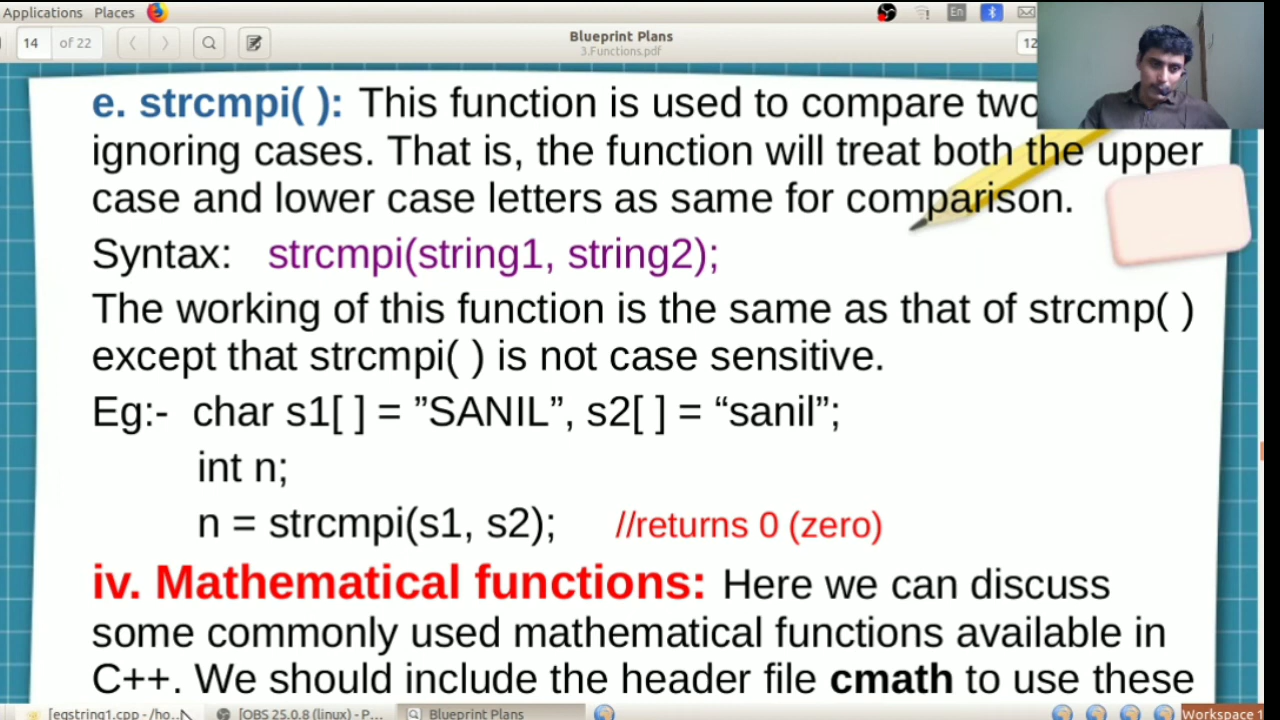 Applications Places En
14 of 22 Blueprint Plans 12
3.Functions.pdf
e. strcmpi( ): This function is used to compare two
ignoring cases. That is, the function will treat both the upper
case and lower case letters as same for comparison.
Syntax: strcmpi(string1, string2);
The working of this function is the same as that of strcmp( )
except that strcmpi( ) is not case sensitive.
Eg:- char s1[ ] = ”SANIL”, s2[ ] = “sanil”;
int n;
n = strcmpi(s1, s2); //returns 0 (zero)
iv. Mathematical functions: Here we can discuss
some commonly used mathematical functions available in
C++. We should include the header file cmath to use these
[egstring1.cpp - /ho... [OBS 25.0.8 (linux) - P... Blueprint Plans Workspace 1